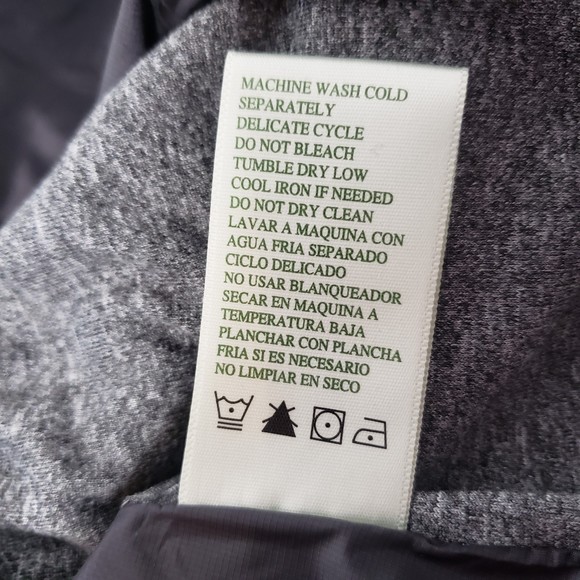 MACHINE WASH COLD
SEPARATELY
DELICATE CYCLE
DO NOT BLEACH
TUMBLE DRY LOW
COOL IRON IF NEEDED
DO NOT DRY CLEAN
LAVAR A MAQUINA CON
AGUA FRIA SEPARADO
CICLO DELICADO
NO USAR BLANQUEADOR
SECAR EN MAQUINA A
TEMPERATURA BAJA
PLANCHAR CON PLANCHA
FRIA SI ES NECESARIO
NO LIMPIAR EN SECO